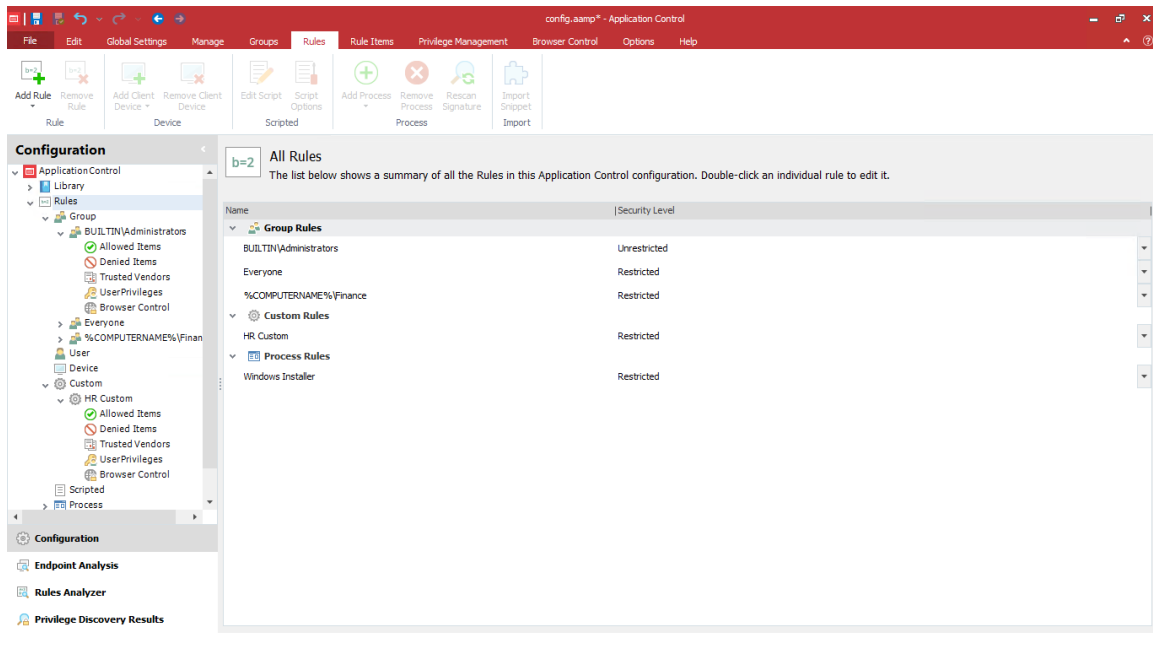 config.aamp* - Application Control
File Edit Global Settings Manage Groups Rules Rule Items Privilege Management Browser Control Options Help
b=2 b=2
Add Rule Remove Rule Add Client Device Remove Client Device Edit Script Script Options Add Process Remove Process Rescan Signature Import Snippet
Rule Device Scripted Process Import
Configuration
Application Control
Library
Rules
Group
BUILTIN\Administrators
Allowed Items
Denied Items
Trusted Vendors
User Privileges
Browser Control
Everyone
%COMPUTERNAME%\Finan
User
Device
Custom
HR Custom
Allowed Items
Denied Items
Trusted Vendors
User Privileges
Browser Control
Scripted
Process
Configuration
Endpoint Analysis
Rules Analyzer
Privilege Discovery Results
b=2
All Rules
The list below shows a summary of all the Rules in this Application Control configuration. Double-click an individual rule to edit it.
Name Security Level
Group Rules
BUILTIN\Administrators Unrestricted
Everyone Restricted
%COMPUTERNAME%\Finance Restricted
Custom Rules
HR Custom Restricted
Process Rules
Windows Installer Restricted